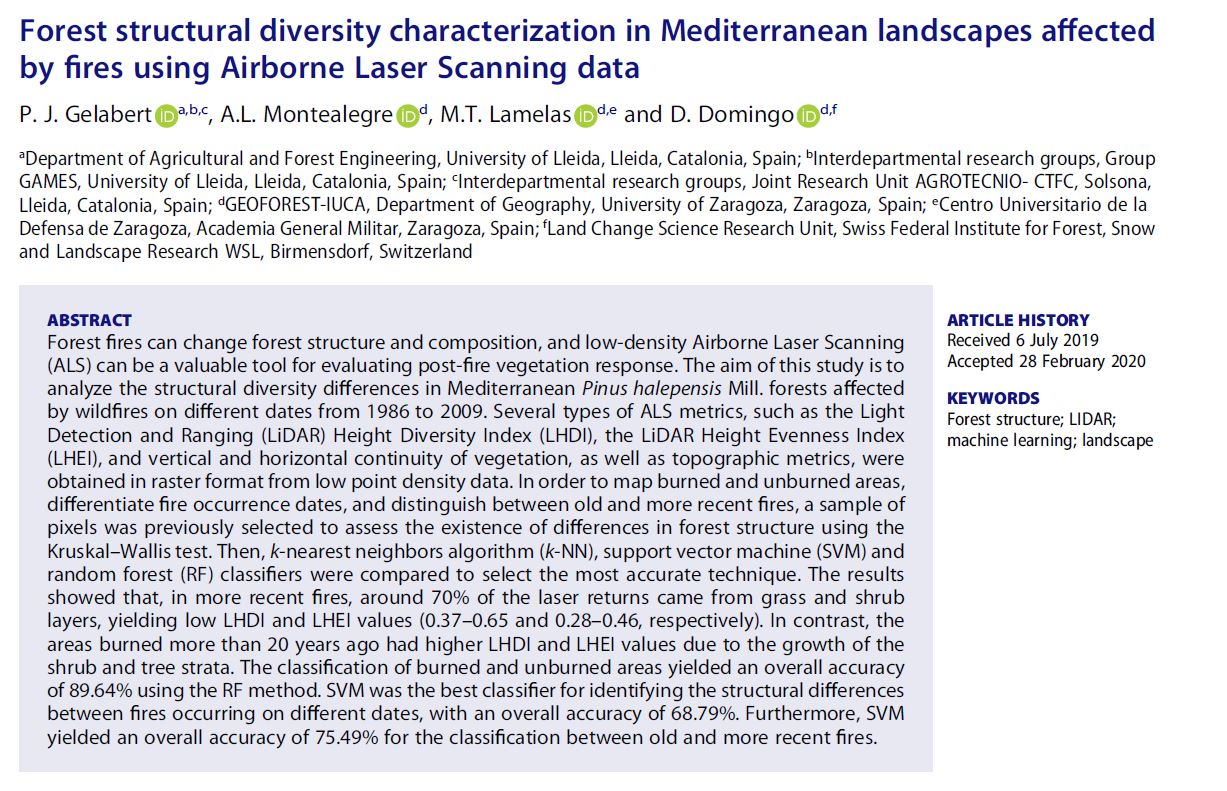 Forest structural diversity characterization in Mediterranean landscapes affected
by fires using Airborne Laser Scanning data
P. J. Gelabert iD a,b,c, A.L. Montealegre iD d, M.T. Lamelas iD d,e and D. Domingo iD d,f
aDepartment of Agricultural and Forest Engineering, University of Lleida, Lleida, Catalonia, Spain; bInterdepartmental research groups, Group
GAMES, University of Lleida, Lleida, Catalonia, Spain; cInterdepartmental research groups, Joint Research Unit AGROTECNIO- CTFC, Solsona,
Lleida, Catalonia, Spain; dGEOFOREST-IUCA, Department of Geography, University of Zaragoza, Zaragoza, Spain; eCentro Universitario de la
Defensa de Zaragoza, Academia General Militar, Zaragoza, Spain; fLand Change Science Research Unit, Swiss Federal Institute for Forest, Snow
and Landscape Research WSL, Birmensdorf, Switzerland
ABSTRACT
Forest fires can change forest structure and composition, and low-density Airborne Laser Scanning
(ALS) can be a valuable tool for evaluating post-fire vegetation response. The aim of this study is to
analyze the structural diversity differences in Mediterranean Pinus halepensis Mill. forests affected
by wildfires on different dates from 1986 to 2009. Several types of ALS metrics, such as the Light
Detection and Ranging (LiDAR) Height Diversity Index (LHDI), the LiDAR Height Evenness Index
(LHEI), and vertical and horizontal continuity of vegetation, as well as topographic metrics, were
obtained in raster format from low point density data. In order to map burned and unburned areas,
differentiate fire occurrence dates, and distinguish between old and more recent fires, a sample of
pixels was previously selected to assess the existence of differences in forest structure using the
Kruskal–Wallis test. Then, k-nearest neighbors algorithm (k-NN), support vector machine (SVM) and
random forest (RF) classifiers were compared to select the most accurate technique. The results
showed that, in more recent fires, around 70% of the laser returns came from grass and shrub
layers, yielding low LHDI and LHEI values (0.37–0.65 and 0.28–0.46, respectively). In contrast, the
areas burned more than 20 years ago had higher LHDI and LHEI values due to the growth of the
shrub and tree strata. The classification of burned and unburned areas yielded an overall accuracy
of 89.64% using the RF method. SVM was the best classifier for identifying the structural differences
between fires occurring on different dates, with an overall accuracy of 68.79%. Furthermore, SVM
yielded an overall accuracy of 75.49% for the classification between old and more recent fires.
ARTICLE HISTORY
Received 6 July 2019
Accepted 28 February 2020
KEYWORDS
Forest structure; LIDAR;
machine learning; landscape